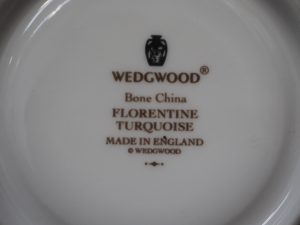 WEDGWOOD®
Bone China
FLORENTINE
TURQUOISE
MADE IN ENGLAND
© WEDGWOOD